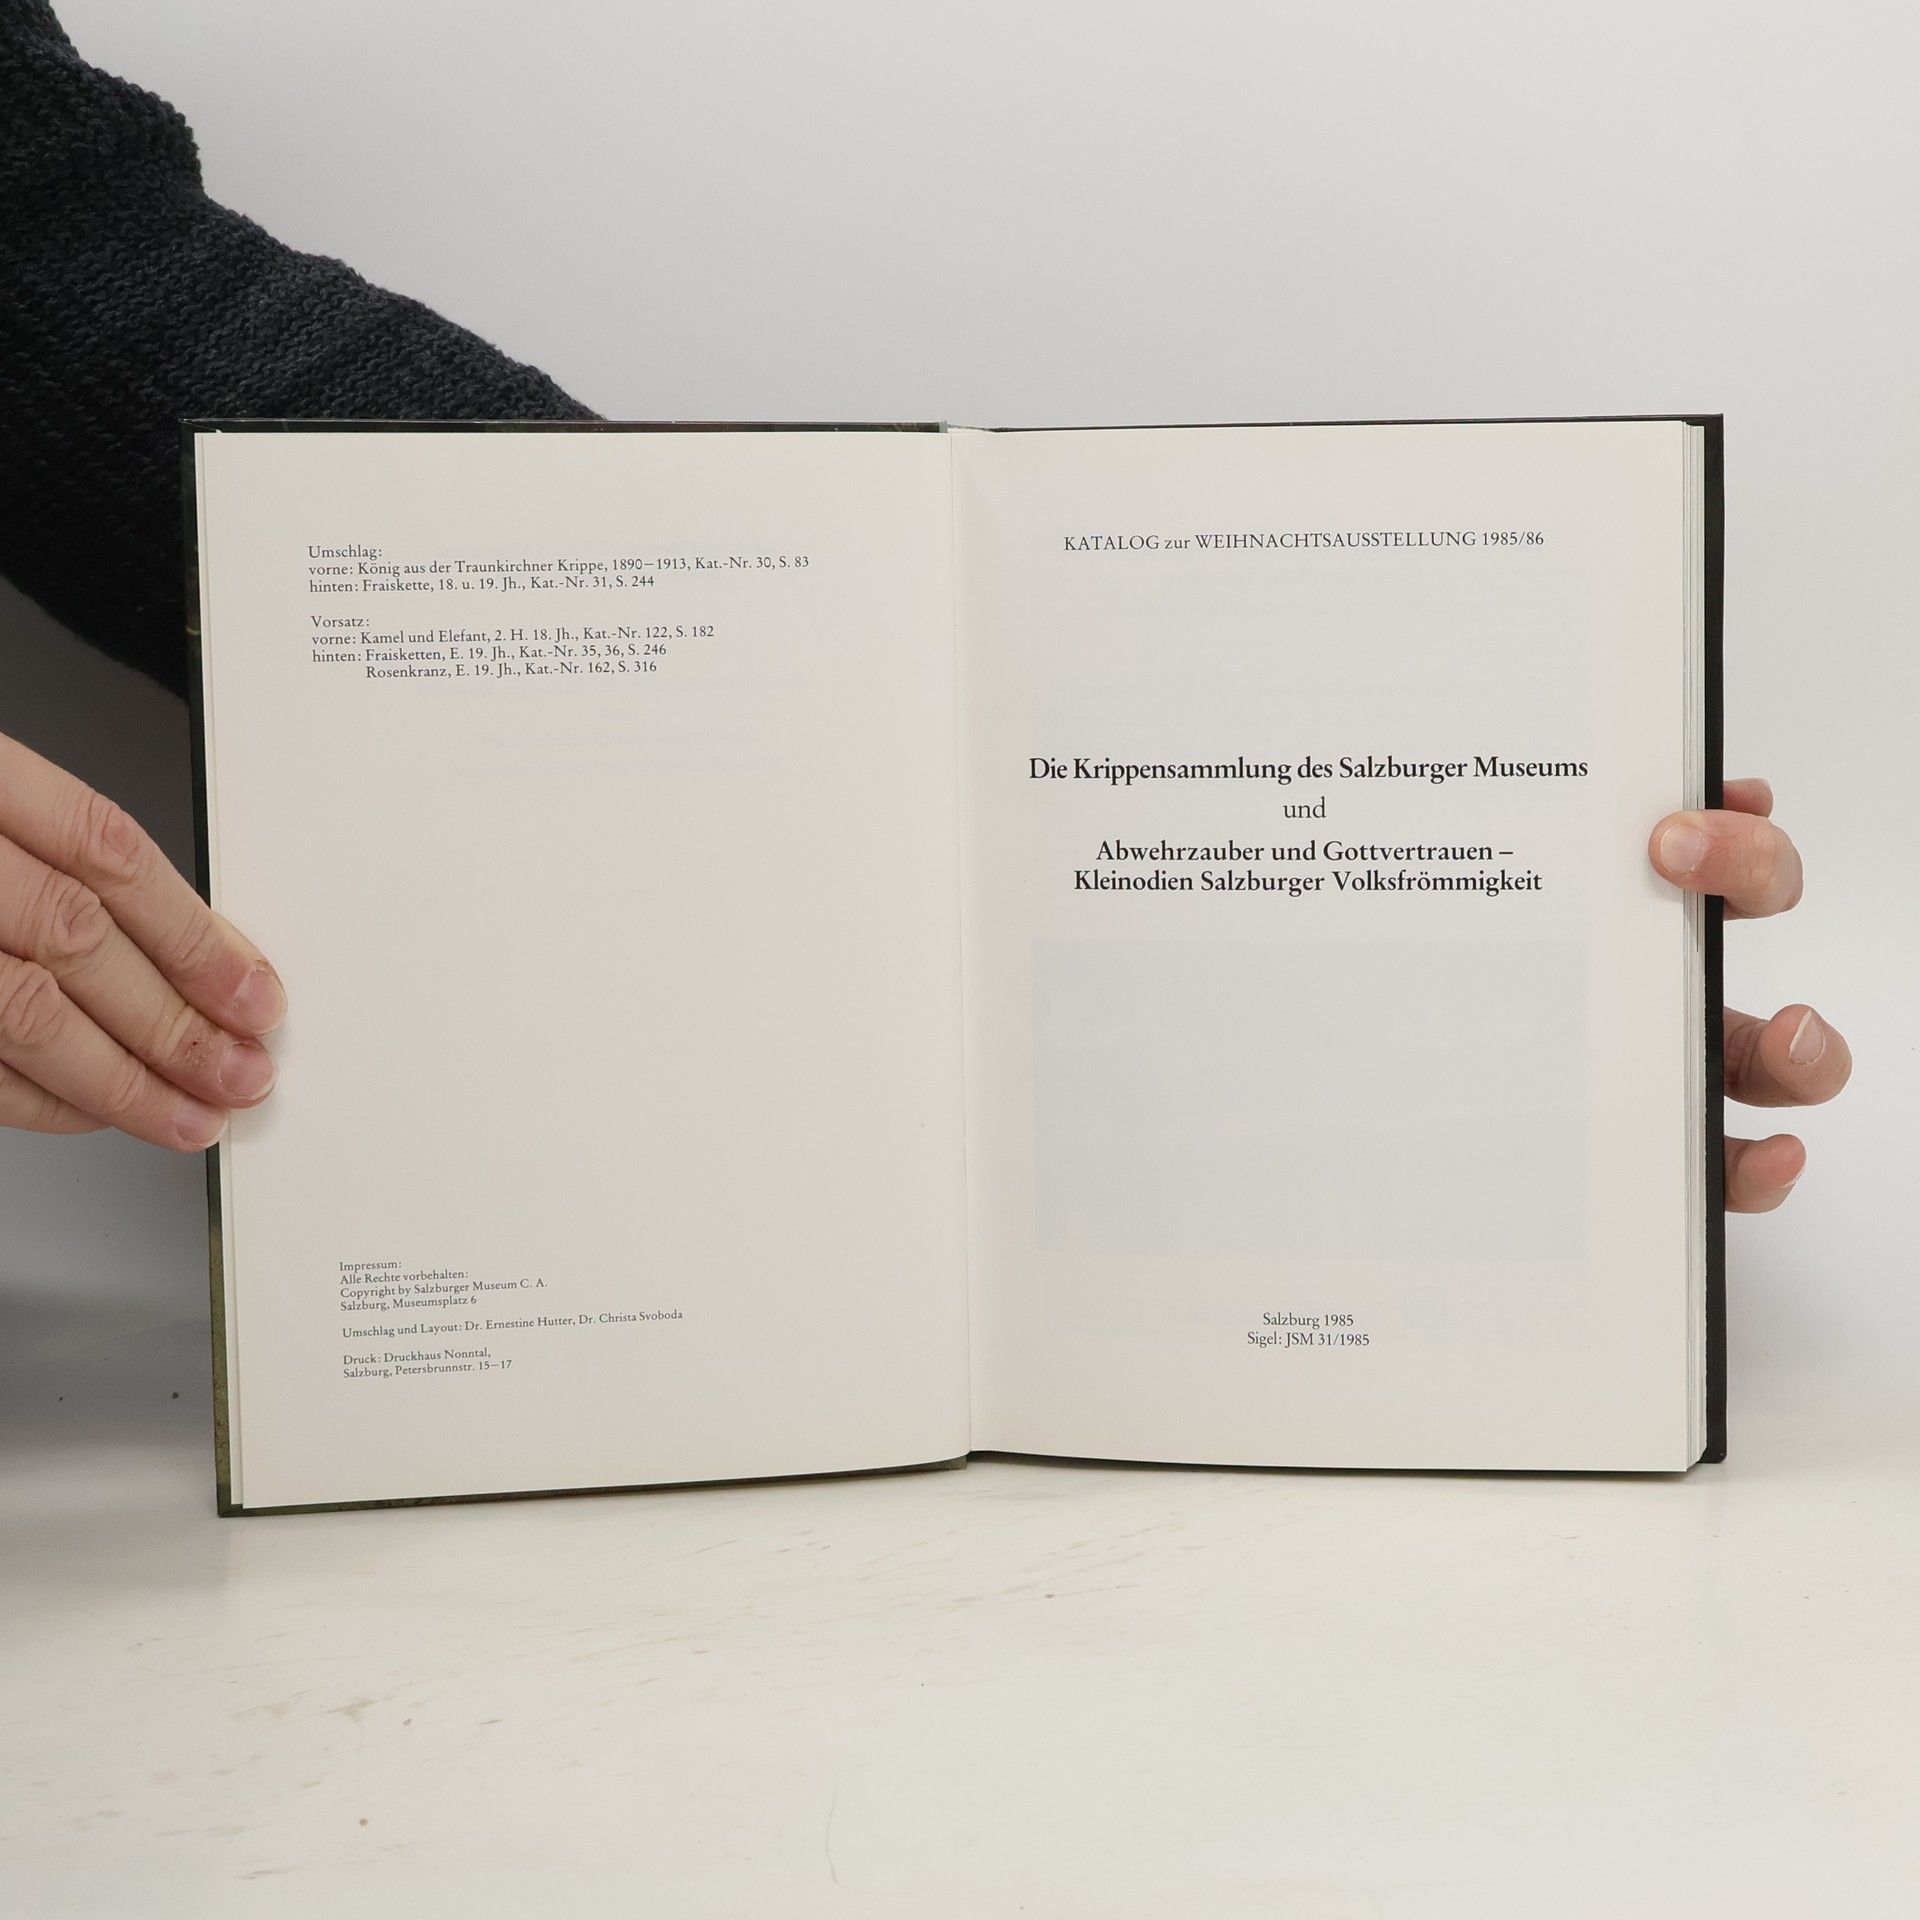 Umschlag:
vorne: König aus der Traunkirchner Krippe, 1890–1913, Kat.-Nr. 30, S. 83
hinten: Fraiskette, 18. u. 19. Jh., Kat.-Nr. 31, S. 244
Vorsatz:
vorne: Kamel und Elefant, 2. H. 18. Jh., Kat.-Nr. 122, S. 182
hinten: Fraisketten, E. 19. Jh., Kat.-Nr. 35, 36, S. 246
Rosenkranz, E. 19. Jh., Kat.-Nr. 162, S. 316
Impressum:
Alle Rechte vorbehalten:
Copyright by Salzburger Museum C. A.
Salzburg, Museumsplatz 6
Umschlag und Layout: Dr. Ernestine Hutter, Dr. Christa Svoboda
Druck: Druckhaus Nonntal,
Salzburg, Petersbrunnstr. 15–17
KATALOG zur WEIHNACHTSAUSSTELLUNG 1985/86
Die Krippensammlung des Salzburger Museums
und
Abwehrzauber und Gottvertrauen –
Kleinodien Salzburger Volksfrömmigkeit
Salzburg 1985
Sigel: JSM 31/1985